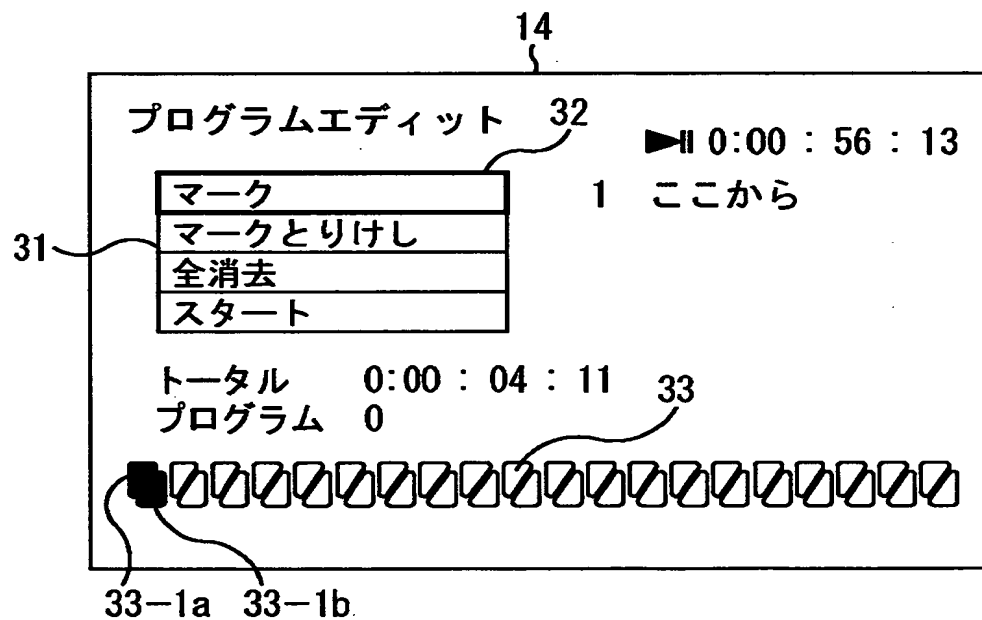 14
プログラムエディット
32
0:00 : 56 : 13
1 ここから
マーク
マークとりけし
全消去
スタート
31
トータル 0:00 : 04 : 11
プログラム 0
33
33-1a 33-1b